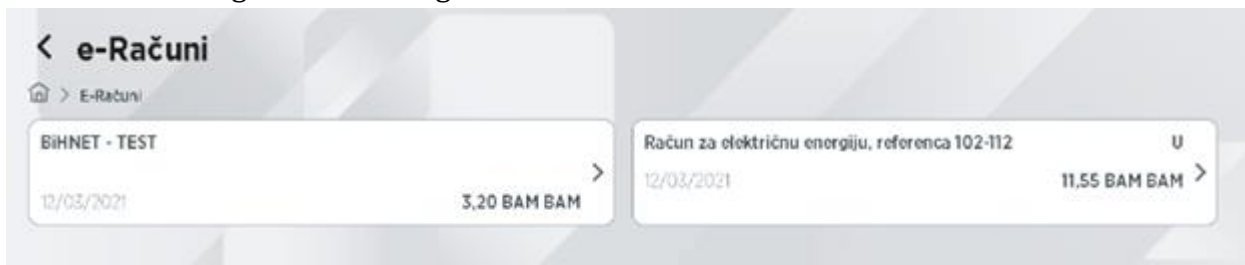 e-Računi
E-Računi
BiHNET - TEST
12/03/2021
3,20 BAM BAM
Račun za električnu energiju, referenca 102-112
U
12/03/2021
11,55 BAM BAM